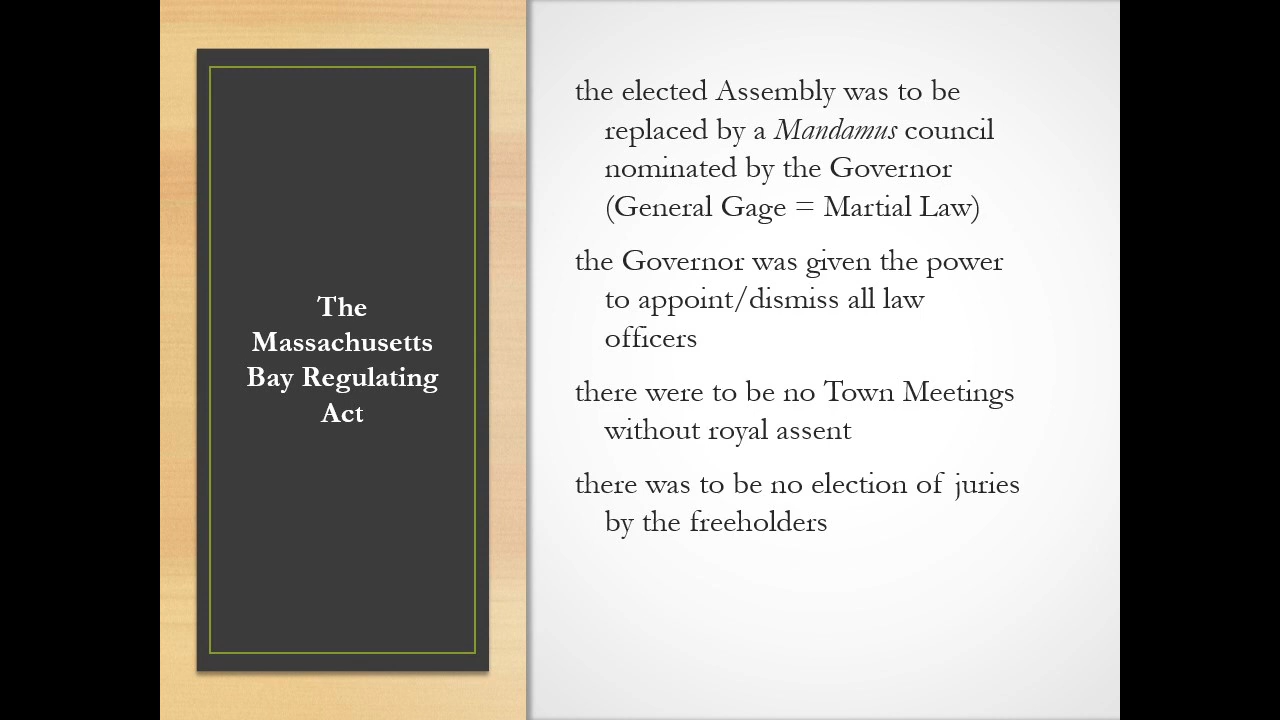 The
Massachusetts
Bay Regulating
Act
the elected Assembly was to be
replaced by a Mandamus council
nominated by the Governor
(General Gage = Martial Law)
the Governor was given the power
to appoint/dismiss all law
officers
there were to be no Town Meetings
without royal assent
there was to be no election of juries
by the freeholders